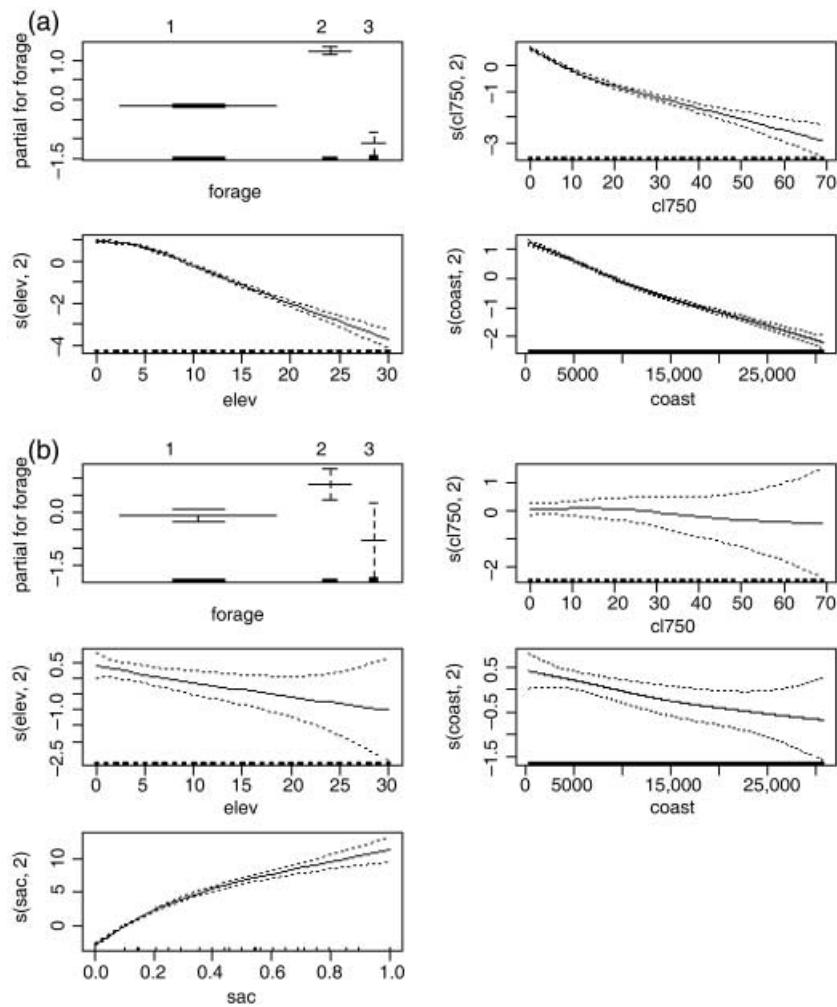 (a)
1 2 3
partial for forage
1.0
0.0
−1.5
forage
s(cl750, 2)
0
−1
−3
0 10 20 30 40 50 60 70
cl750
s(elev, 2)
0
−2
−4
0 5 10 15 20 25 30
elev
s(coast, 2)
1
0
−1
−2
0 5000 15,000 25,000
coast
(b)
1 2 3
partial for forage
0.0
−1.5
forage
s(cl750, 2)
1
0
−2
0 10 20 30 40 50 60 70
cl750
s(elev, 2)
0.5
−1.0
−2.5
0 5 10 15 20 25 30
elev
s(coast, 2)
0.5
−0.5
−1.5
0 5000 15,000 25,000
coast
s(sac, 2)
10
5
0
0.0 0.2 0.4 0.6 0.8 1.0
sac